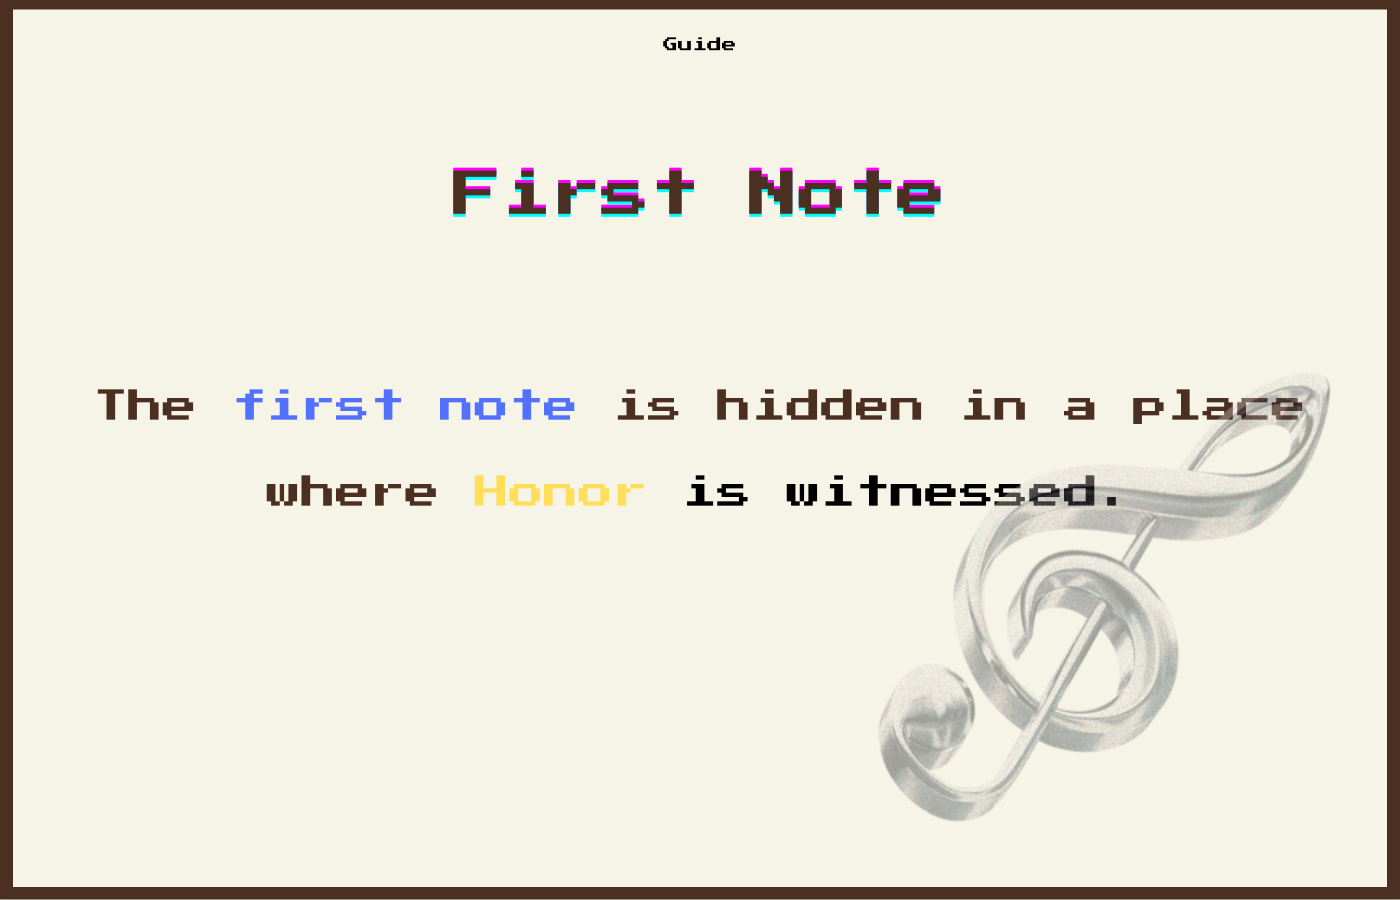 Guide
First Note
The first note is hidden in a place
where Honor is witnessed.